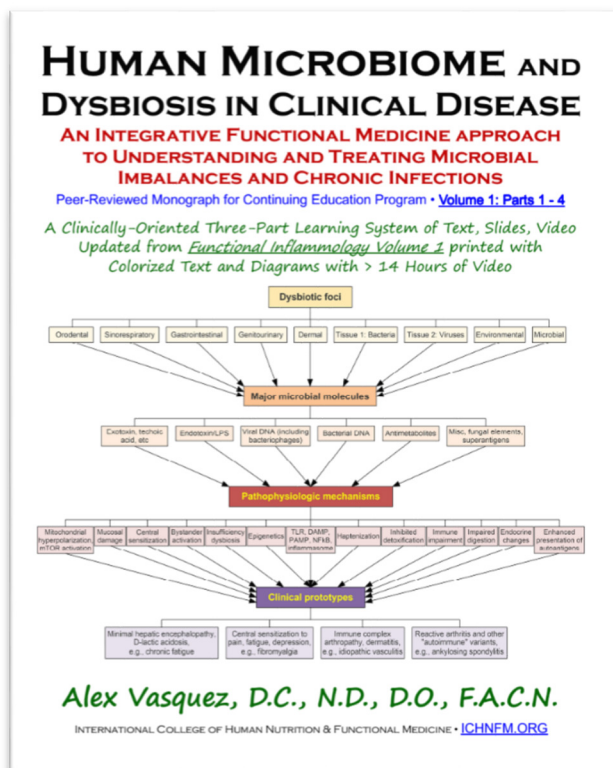 HUMAN MICROBIOME AND
DYSBIOSIS IN CLINICAL DISEASE
AN INTEGRATIVE FUNCTIONAL MEDICINE APPROACH
TO UNDERSTANDING AND TREATING MICROBIAL
IMBALANCES AND CHRONIC INFECTIONS
Peer-Reviewed Monograph for Continuing Education Program • Volume 1: Parts 1 - 4
A Clinically-Oriented Three-Part Learning System of Text, Slides, Video
Updated from Functional Inflammology Volume 1 printed with
Colorized Text and Diagrams with > 14 Hours of Video
Dysbiotic foci
Orodental
Sinorespiratory
Gastrointestinal
Genitourinary
Dermal
Tissue 1: Bacteria
Tissue 2: Viruses
Environmental
Microbial
Major microbial molecules
Exotoxin, techoic
acid, etc
Endotoxin/LPS
Viral DNA (including
bacteriophages)
Bacterial DNA
Antimetabolites
Misc, fungal elements,
superantigens
Pathophysiologic mechanisms
Mitochondrial
hyperpolarization,
mTOR activation
Mucosal
damage
Central
sensitization
Bystander
activation
Insufficiency
dysbiosis
Epigenetics
TLR, DAMP,
PAMP, NFkB,
inflammasome
Haptenization
Inhibited
detoxification
Immune
impairment
Impaired
digestion
Endocrine
changes
Enhanced
presentation of
autoantigens
Clinical prototypes
Minimal hepatic encephalopathy,
D-lactic acidosis,
e.g., chronic fatigue
Central sensitization to
pain, fatigue, depression,
e.g., fibromyalgia
Immune complex
arthropathy, dermatitis,
e.g., idiopathic vasculitis
Reactive arthritis and other
"autoimmune" variants,
e.g., ankylosing spondylitis
Alex Vasquez, D.C., N.D., D.O., F.A.C.N.
INTERNATIONAL COLLEGE OF HUMAN NUTRITION & FUNCTIONAL MEDICINE • ICHNFM.ORG